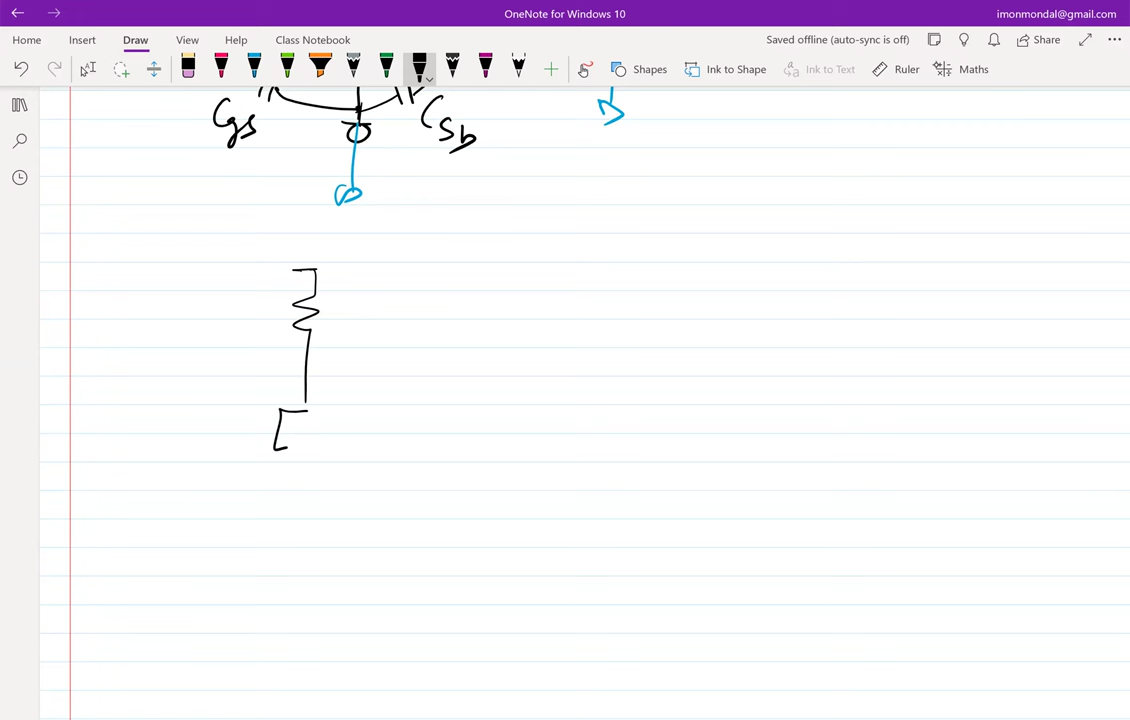 OneNote for Windows 10
imonmondal@gmail.com
Home Insert Draw View Help Class Notebook
Saved offline (auto-sync is off) Share
Shapes Ink to Shape Ink to Text Ruler Maths
Cgs
Csb